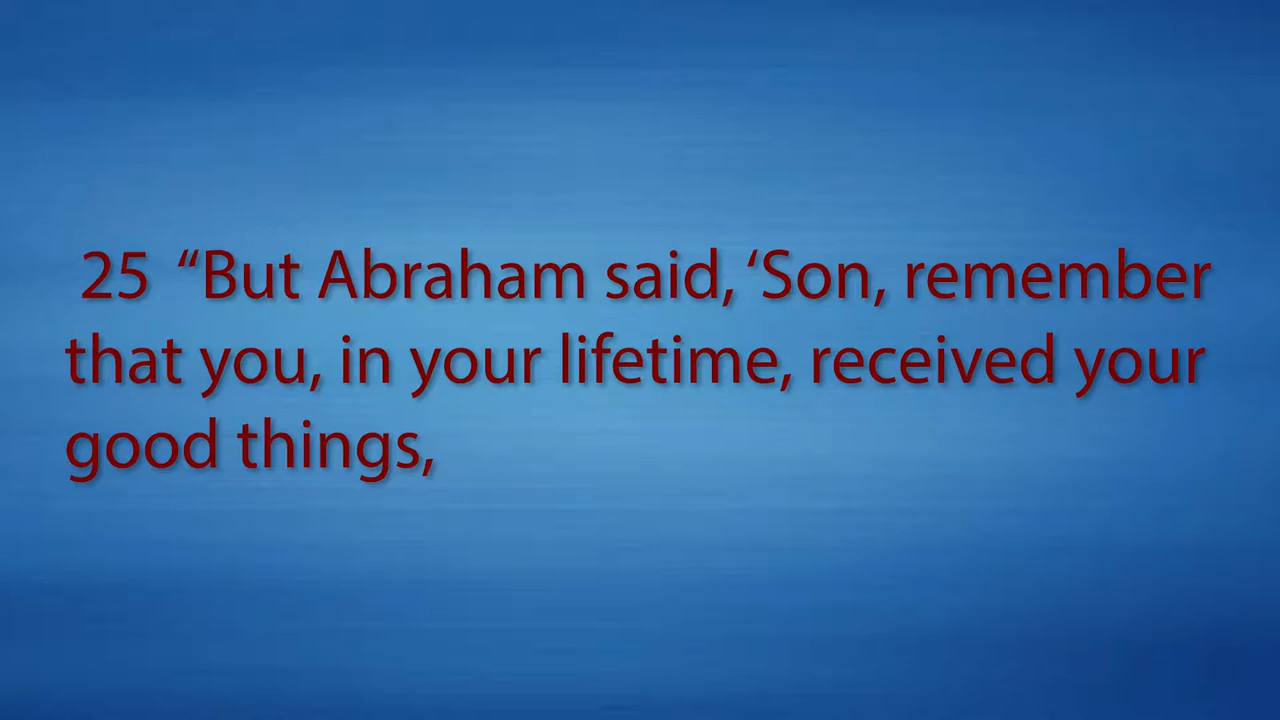 25 “But Abraham said, ‘Son, remember
that you, in your lifetime, received your
good things,